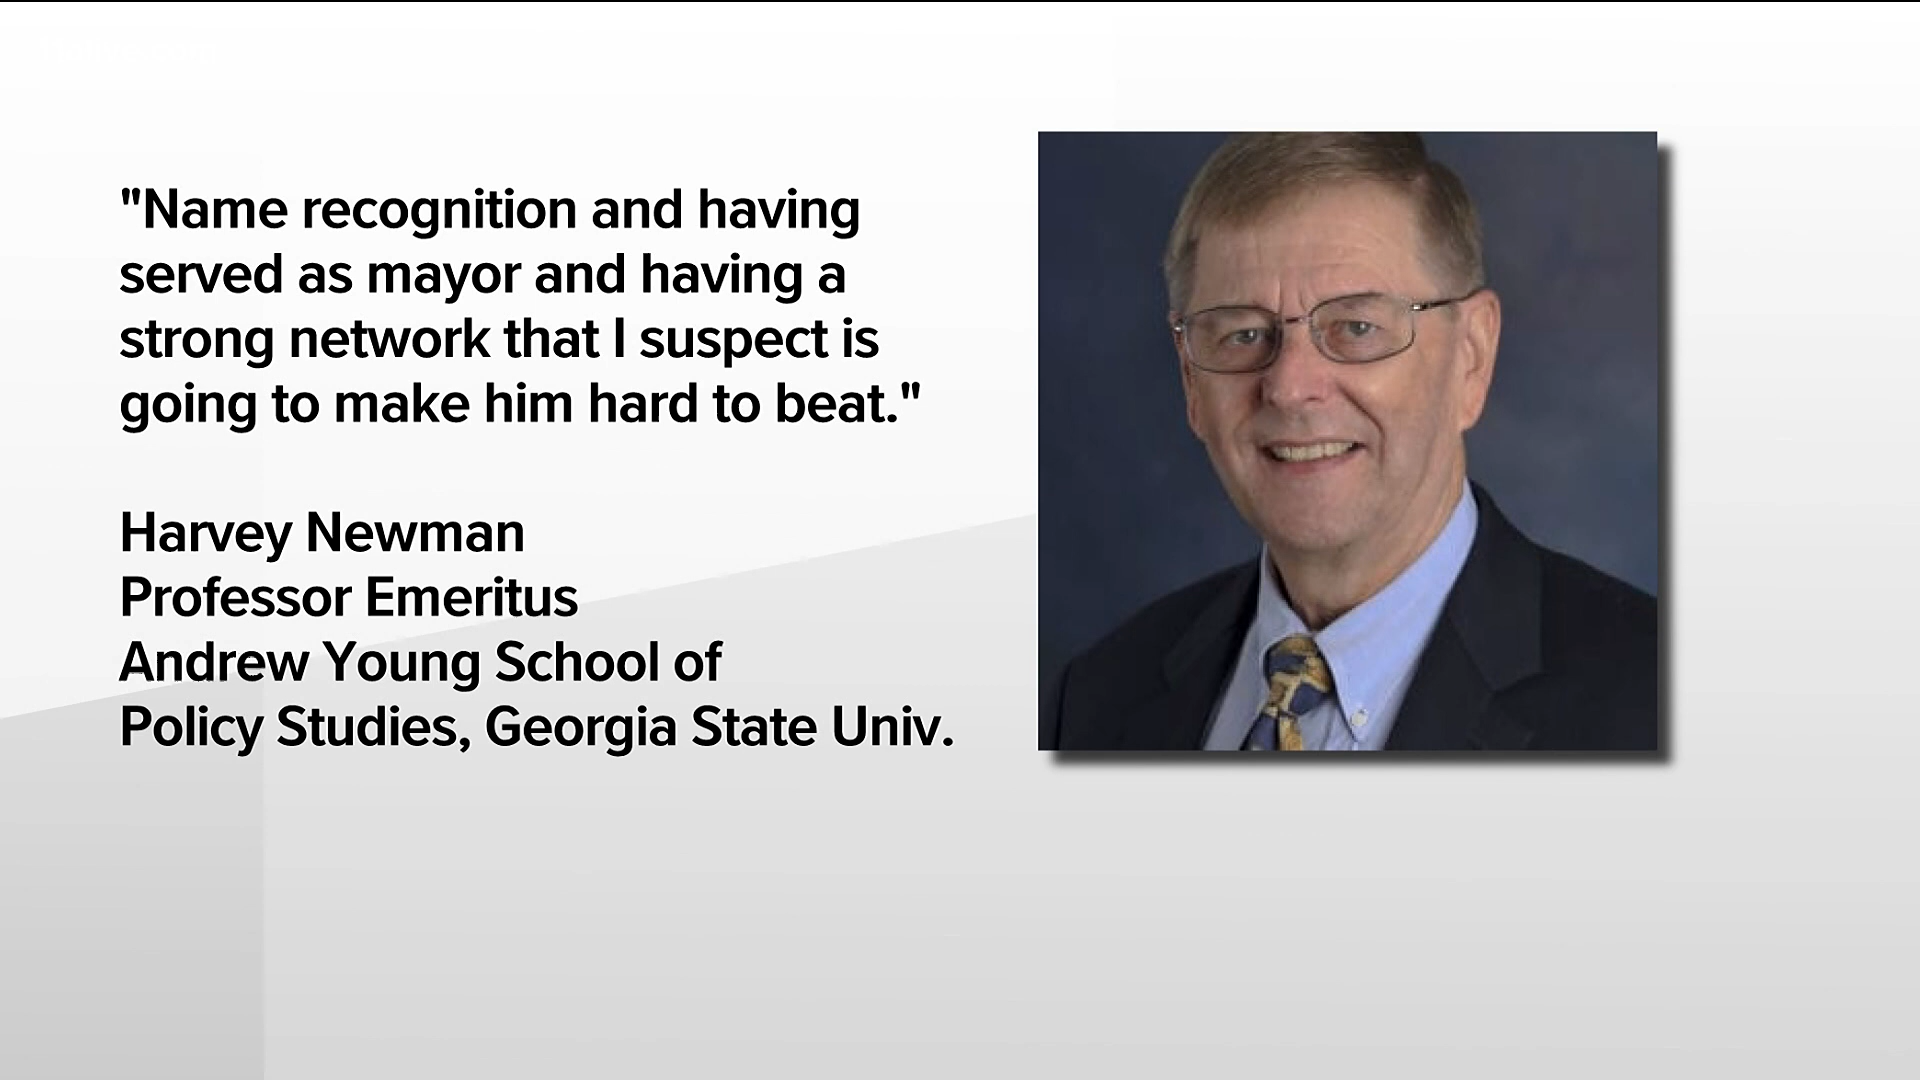 "Name recognition and having
served as mayor and having a
strong network that I suspect is
going to make him hard to beat."
Harvey Newman
Professor Emeritus
Andrew Young School of
Policy Studies, Georgia State Univ.